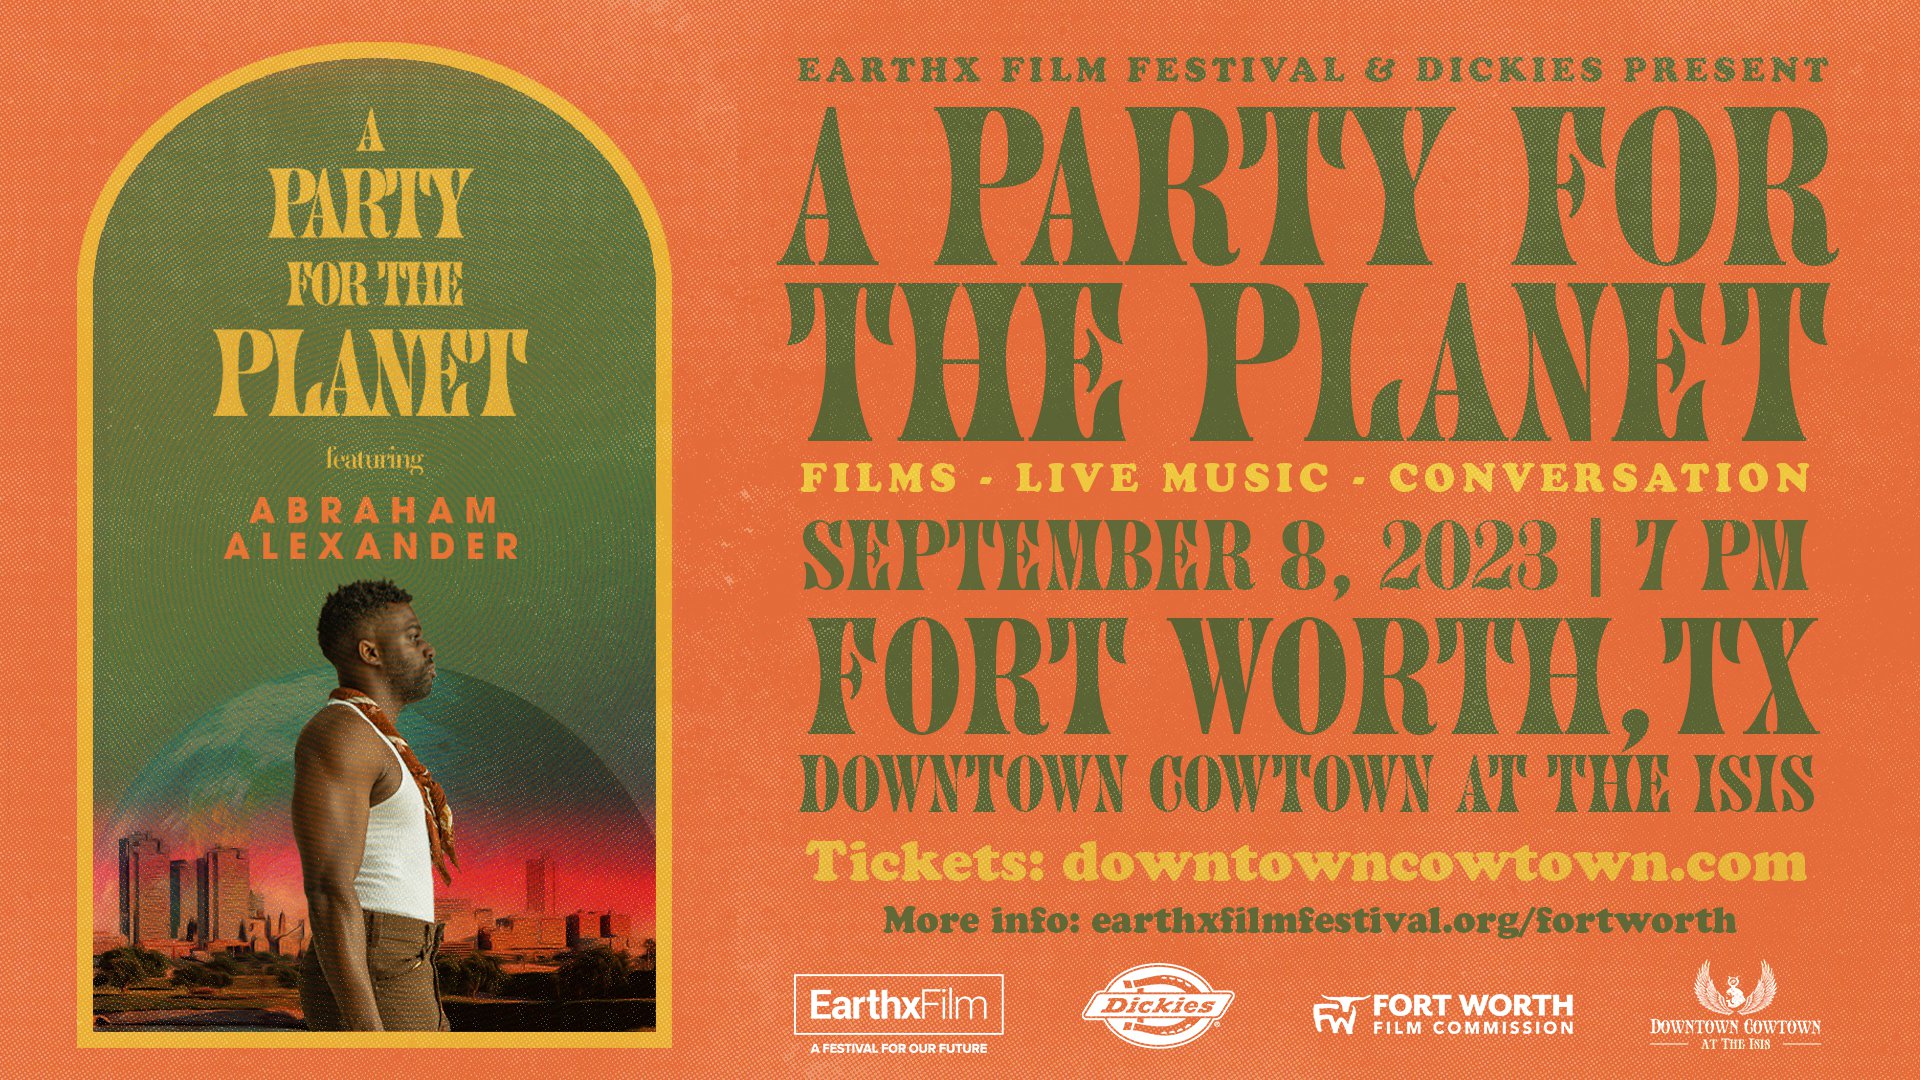 A
PARTY
FOR THE
PLANET
featuring
ABRAHAM
ALEXANDER
EARTHX FILM FESTIVAL & DICKIES PRESENT
A PARTY FOR
THE PLANET
FILMS - LIVE MUSIC - CONVERSATION
SEPTEMBER 8, 2023 | 7 PM
FORT WORTH, TX
DOWNTOWN COWTOWN AT THE ISIS
Tickets: downtowncowtown.com
More info: earthxfilmfestival.org/fortworth
EarthxFilm
A FESTIVAL FOR OUR FUTURE
Dickies®
FW FORT WORTH
FILM COMMISSION
DOWNTOWN COWTOWN
AT THE ISIS